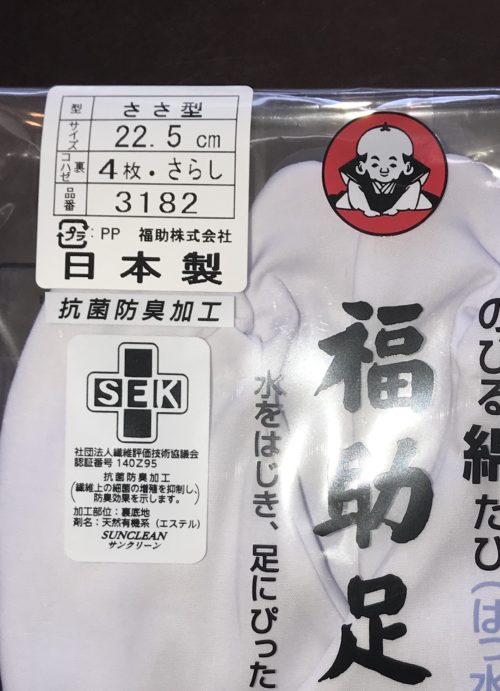 型 ささ型
サイズ 22.5 cm
コハゼ 裏 4枚・さらし
品番 3182
プラ : PP 福助株式会社
日本製
抗菌防臭加工
SEK
社団法人繊維評価技術協議会
認証番号 140Z95
抗菌防臭加工
(繊維上の細菌の増殖を抑制し、
防臭効果を示します。)
加工部位：裏底地
剤名：天然有機系（エステル）
SUNCLEAN
サンクリーン
のびる綿たび(はっ水
福助足
水をはじき、足にぴった